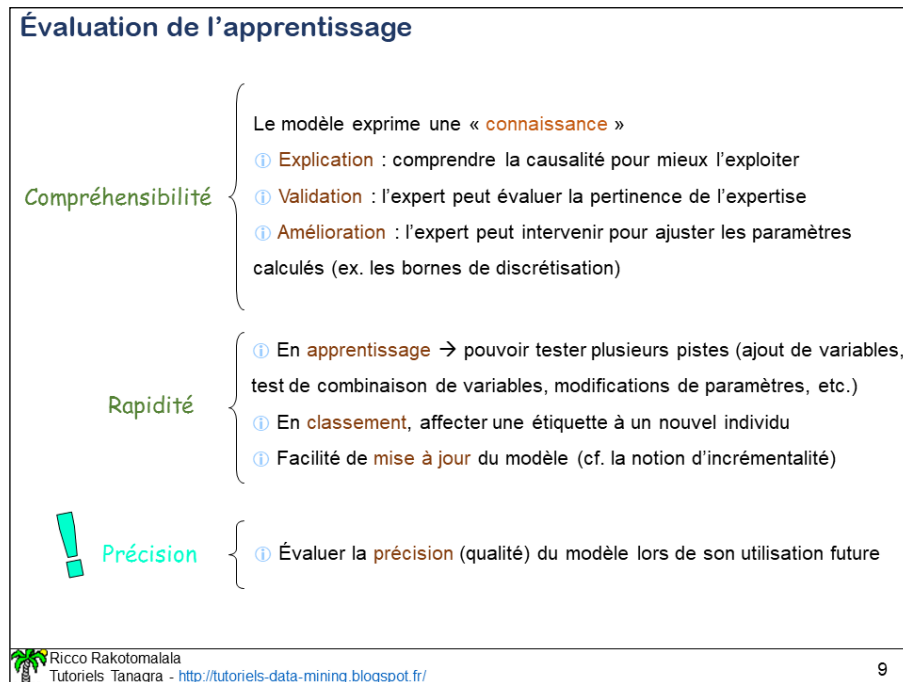 Évaluation de l'apprentissage
Compréhensibilité
Le modèle exprime une « connaissance »
ⓘ Explication : comprendre la causalité pour mieux l'exploiter
ⓘ Validation : l'expert peut évaluer la pertinence de l'expertise
ⓘ Amélioration : l'expert peut intervenir pour ajuster les paramètres
calculés (ex. les bornes de discrétisation)
Rapidité
ⓘ En apprentissage → pouvoir tester plusieurs pistes (ajout de variables,
test de combinaison de variables, modifications de paramètres, etc.)
ⓘ En classement, affecter une étiquette à un nouvel individu
ⓘ Facilité de mise à jour du modèle (cf. la notion d'incrémentalité)
! Précision
ⓘ Évaluer la précision (qualité) du modèle lors de son utilisation future
Ricco Rakotomalala
Tutoriels Tanagra - http://tutoriels-data-mining.blogspot.fr/
9